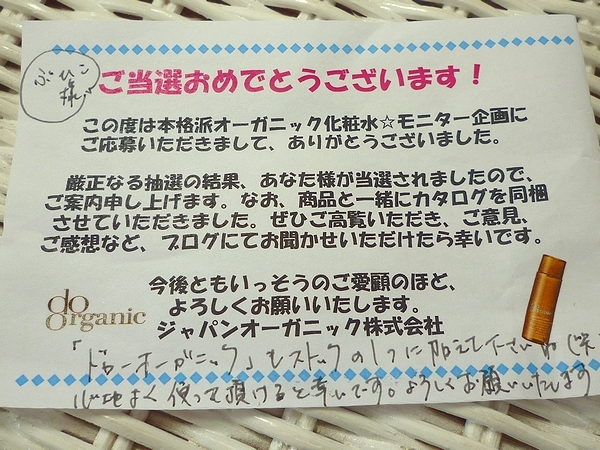 ぶひこ
様
ご当選おめでとうございます！
この度は本格派オーガニック化粧水☆モニター企画に
ご応募いただきまして、ありがとうございました。
厳正なる抽選の結果、あなた様が当選されましたので、
ご案内申し上げます。なお、商品と一緒にカタログを同梱
させていただきました。ぜひご高覧いただき、ご意見、
ご感想など、ブログにてお聞かせいただけたら幸いです。
今後ともいっそうのご愛顧のほど、
よろしくお願いいたします。
do
organic
ジャパンオーガニック株式会社
「ドゥーオーガニック」もストックの1つに加えて下さいね(笑)
心地よく使って頂けると幸いです。よろしくお願いいたします